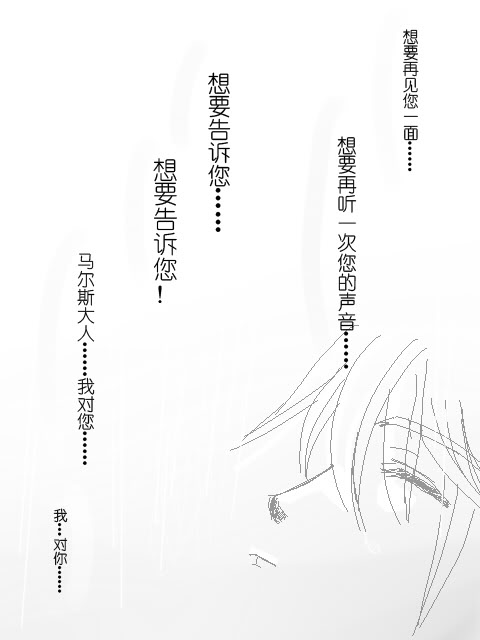 想要再见您一面……
想要再听一次您的声音……
想要告诉您……
想要告诉您！
马尔斯大人……我对您……
我…对你……